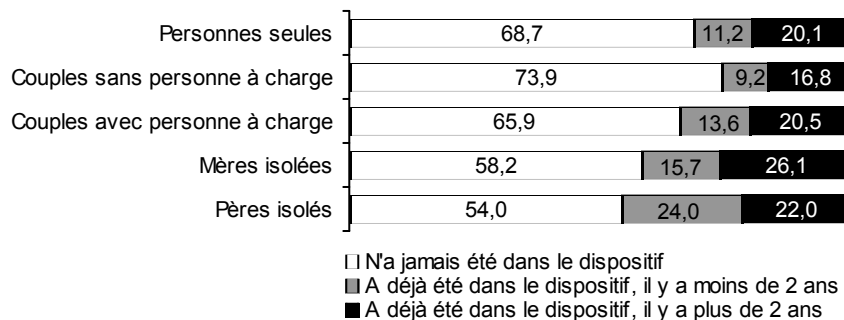 Personnes seules 68,7 11,2 20,1
Couples sans personne à charge 73,9 9,2 16,8
Couples avec personne à charge 65,9 13,6 20,5
Mères isolées 58,2 15,7 26,1
Pères isolés 54,0 24,0 22,0
N'a jamais été dans le dispositif
A déjà été dans le dispositif, il y a moins de 2 ans
A déjà été dans le dispositif, il y a plus de 2 ans